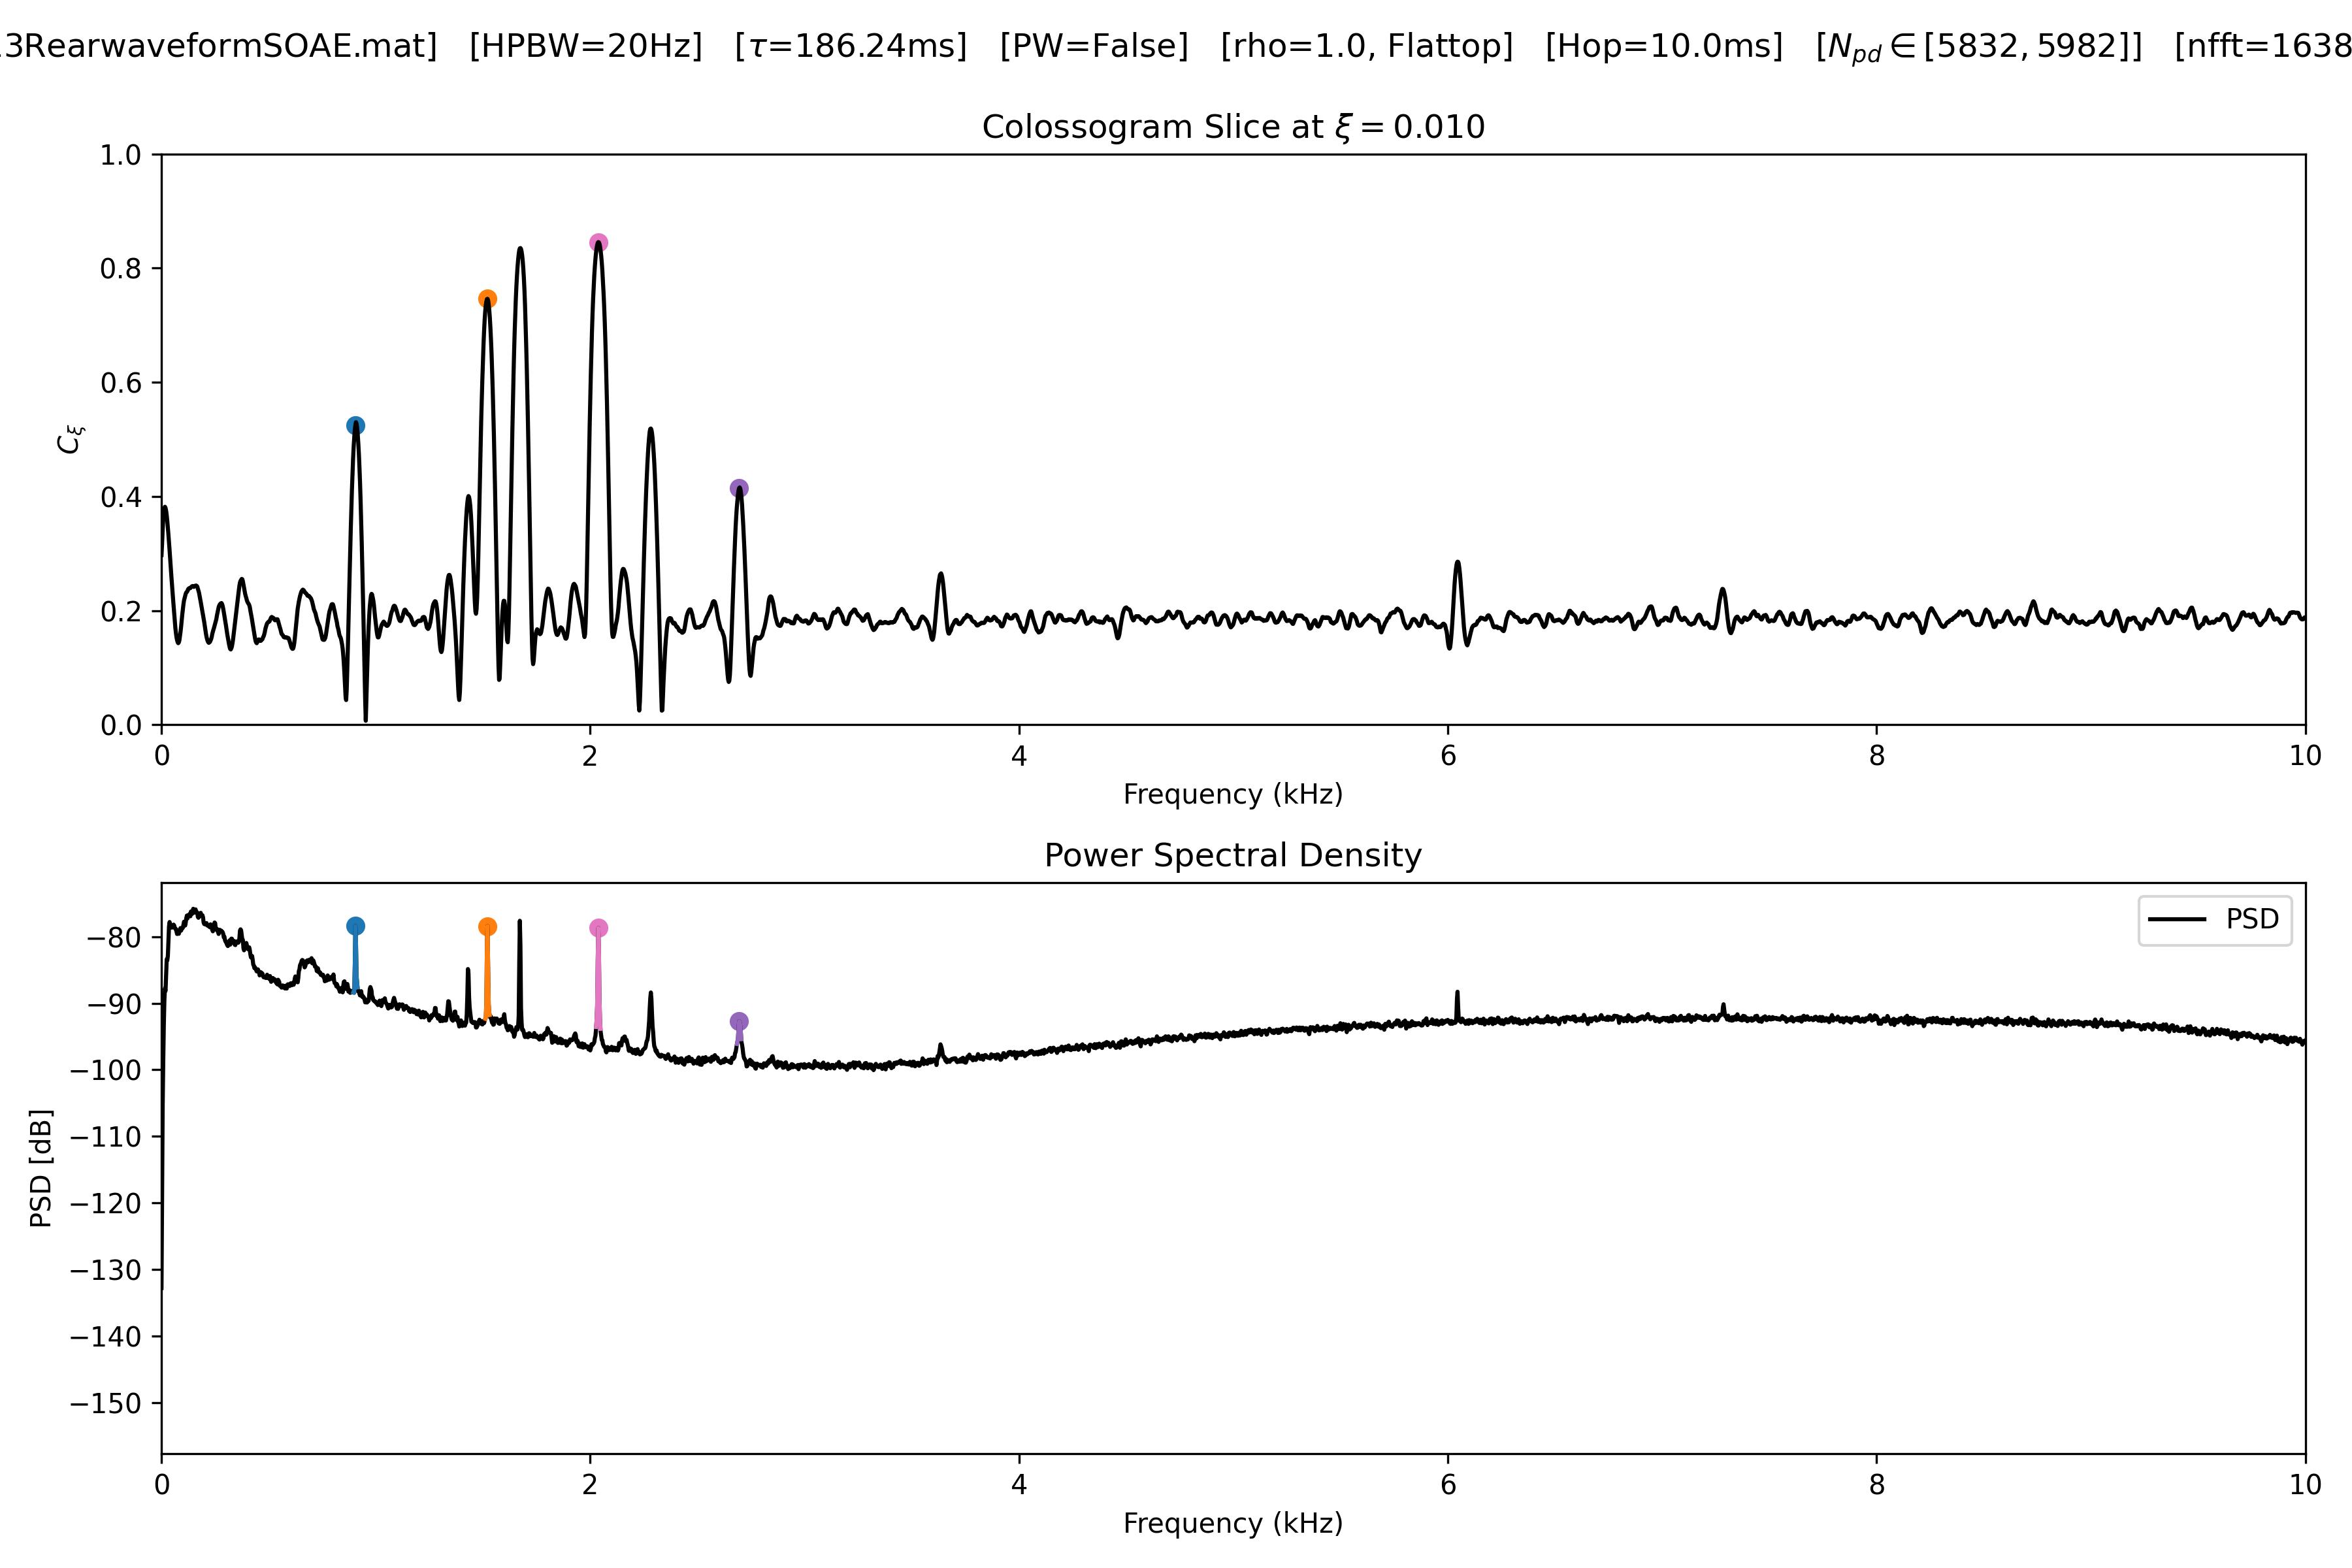 .3RearwaveformSOAE.mat] [HPBW=20Hz] [τ=186.24ms] [PW=False] [rho=1.0, Flattop] [Hop=10.0ms] [N_pd ∈ [5832, 5982]] [nfft=1638
Colossogram Slice at ξ = 0.010
1.0
0.8
0.6
0.4
0.2
0.0
C_ξ
0 2 4 6 8 10
Frequency (kHz)
Power Spectral Density
PSD
−80
−90
−100
−110
−120
−130
−140
−150
PSD [dB]
0 2 4 6 8 10
Frequency (kHz)